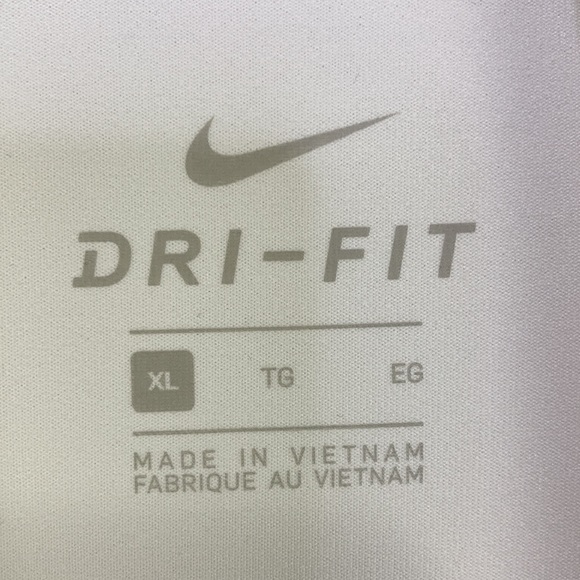 DRI-FIT
XL TG EG
MADE IN VIETNAM
FABRIQUE AU VIETNAM